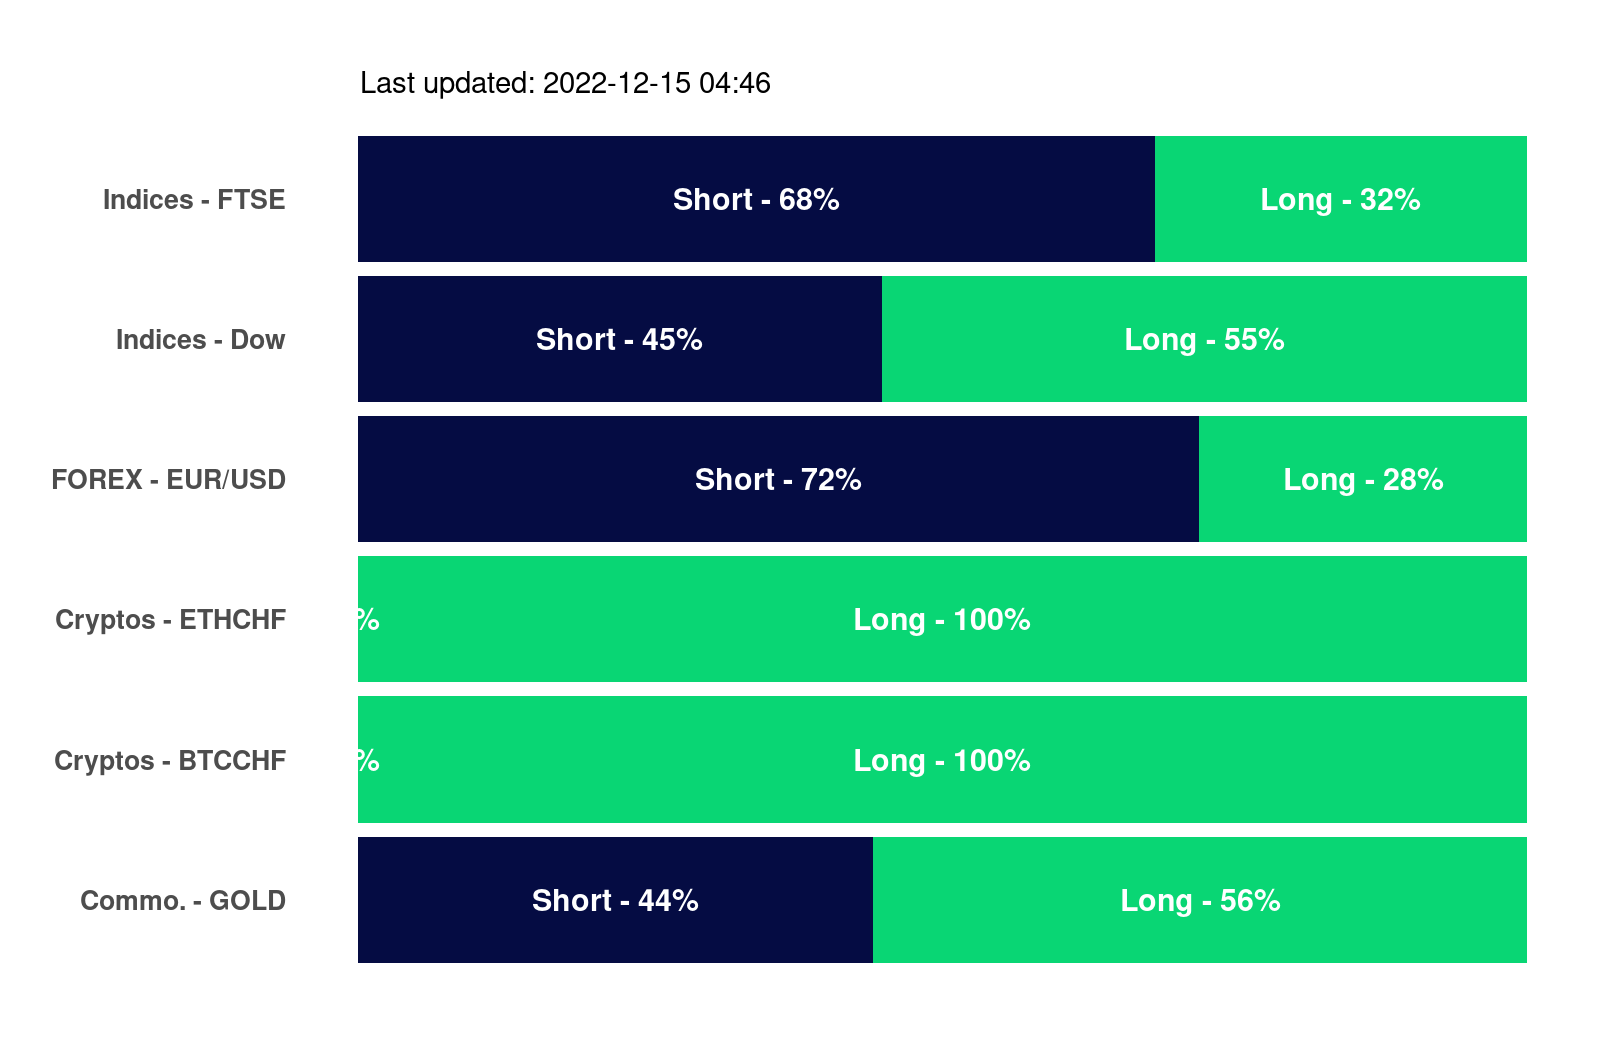 Last updated: 2022-12-15 04:46
Indices - FTSE Short - 68% Long - 32%
Indices - Dow Short - 45% Long - 55%
FOREX - EUR/USD Short - 72% Long - 28%
Cryptos - ETHCHF % Long - 100%
Cryptos - BTCCHF % Long - 100%
Commo. - GOLD Short - 44% Long - 56%